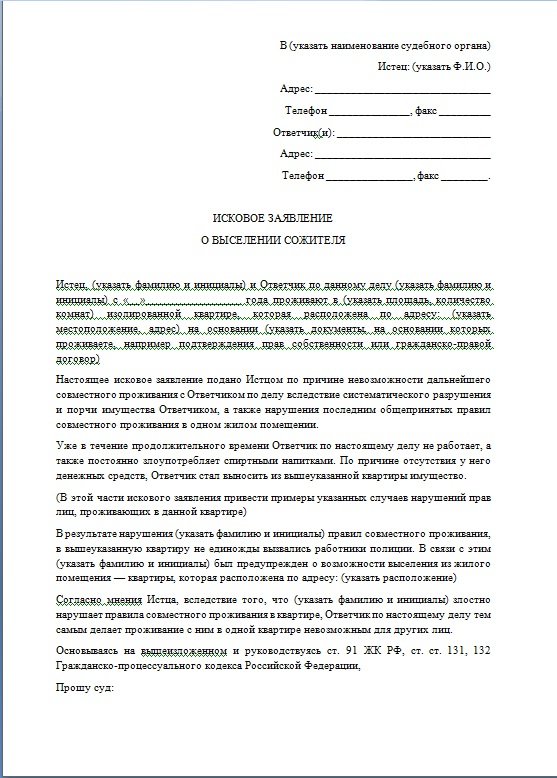 В (указать наименование судебного органа)
Истец: (указать Ф.И.О.)
Адрес: ________________________________
Телефон _______________, факс _________
Ответчик(и): ____________________________
Адрес: ________________________________
Телефон ________________, факс ________.
ИСКОВОЕ ЗАЯВЛЕНИЕ
О ВЫСЕЛЕНИИ СОЖИТЕЛЯ
Истец, (указать фамилию и инициалы) и Ответчик по данному делу (указать фамилию и
инициалы) с «__»__________________ года проживают в (указать площадь, количество
комнат) изолированной квартире, которая расположена по адресу: (указать
местоположение, адрес) на основании (указать документы, на основании которых
проживаете, например подтверждения прав собственности или гражданско-правой
договор)
Настоящее исковое заявление подано Истцом по причине невозможности дальнейшего
совместного проживания с Ответчиком по делу вследствие систематического разрушения
и порчи имущества Ответчиком, а также нарушения последним общепринятых правил
совместного проживания в одном жилом помещении.
Уже в течение продолжительного времени Ответчик по настоящему делу не работает, а
также постоянно злоупотребляет спиртными напитками. По причине отсутствия у него
денежных средств, Ответчик стал выносить из вышеуказанной квартиры имущество.
(В этой части искового заявления привести примеры указанных случаев нарушений прав
лиц, проживающих в данной квартире)
В результате нарушения (указать фамилию и инициалы) правил совместного проживания,
в вышеуказанную квартиру не единожды вызвались работники полиции. В связи с этим
(указать фамилию и инициалы) был предупрежден о возможности выселения из жилого
помещения — квартиры, которая расположена по адресу: (указать расположение)
Согласно мнения Истца, вследствие того, что (указать фамилию и инициалы) злостно
нарушает правила совместного проживания в квартире, Ответчик по настоящему делу тем
самым делает проживание с ним в одной квартире невозможным для других лиц.
Основываясь на вышеизложенном и руководствуясь ст. 91 ЖК РФ, ст. ст. 131, 132
Гражданско-процессуального кодекса Российской Федерации,
Прошу суд: